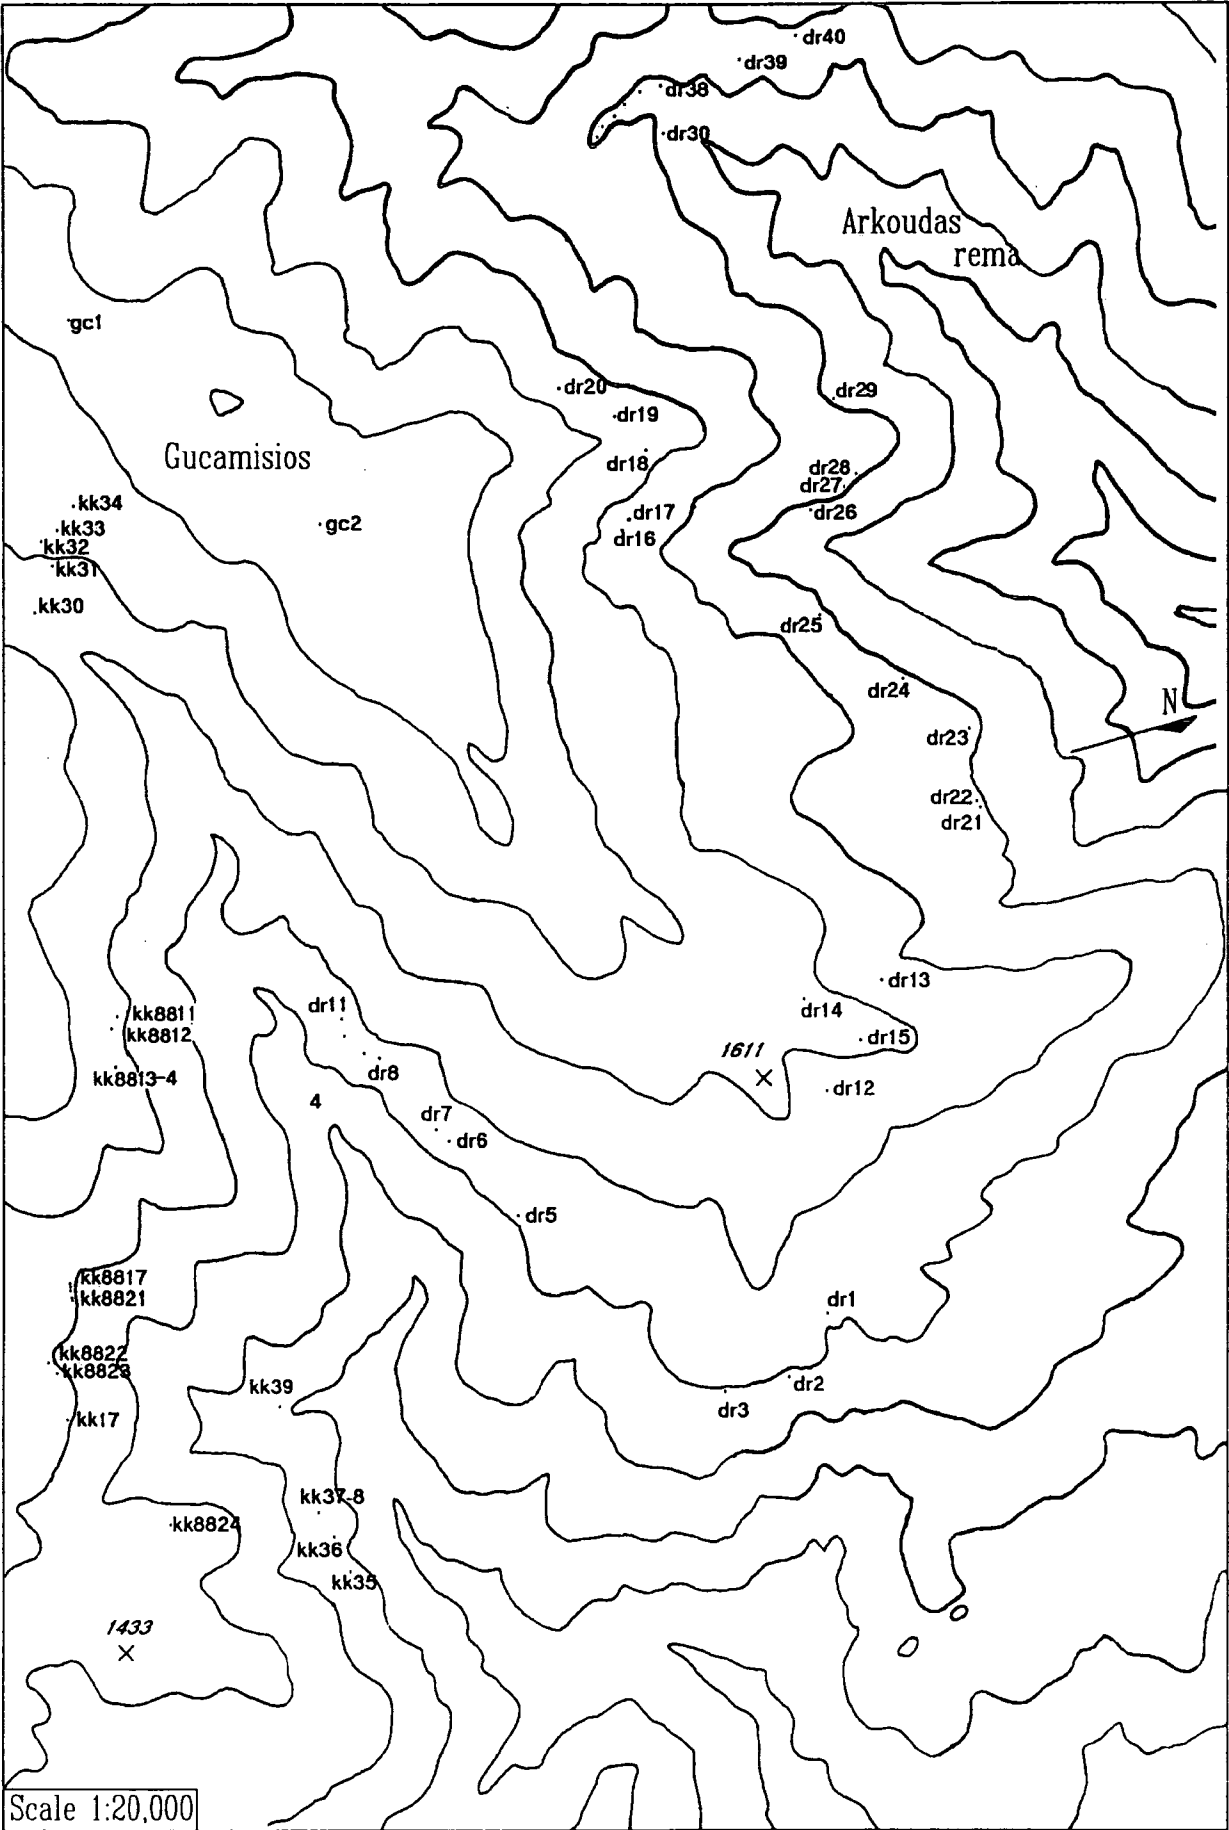 dr40
dr39
dr38
dr30
Arkoudas
rema
gc1
dr20
dr29
dr19
Gucamisios
dr18
dr28
dr27
kk34
dr17
dr26
kk33
gc2
dr16
kk32
kk31
kk30
dr25
dr24
N
dr23
dr22
dr21
dr13
dr11
dr14
kk8811
kk8812
dr15
1611
dr8
kk8813-4
dr12
4
dr7
dr6
dr5
kk8817
kk8821
dr1
kk8822
kk8823
dr2
kk39
dr3
kk17
kk37-8
kk8824
kk36
kk35
1433
Scale 1:20,000